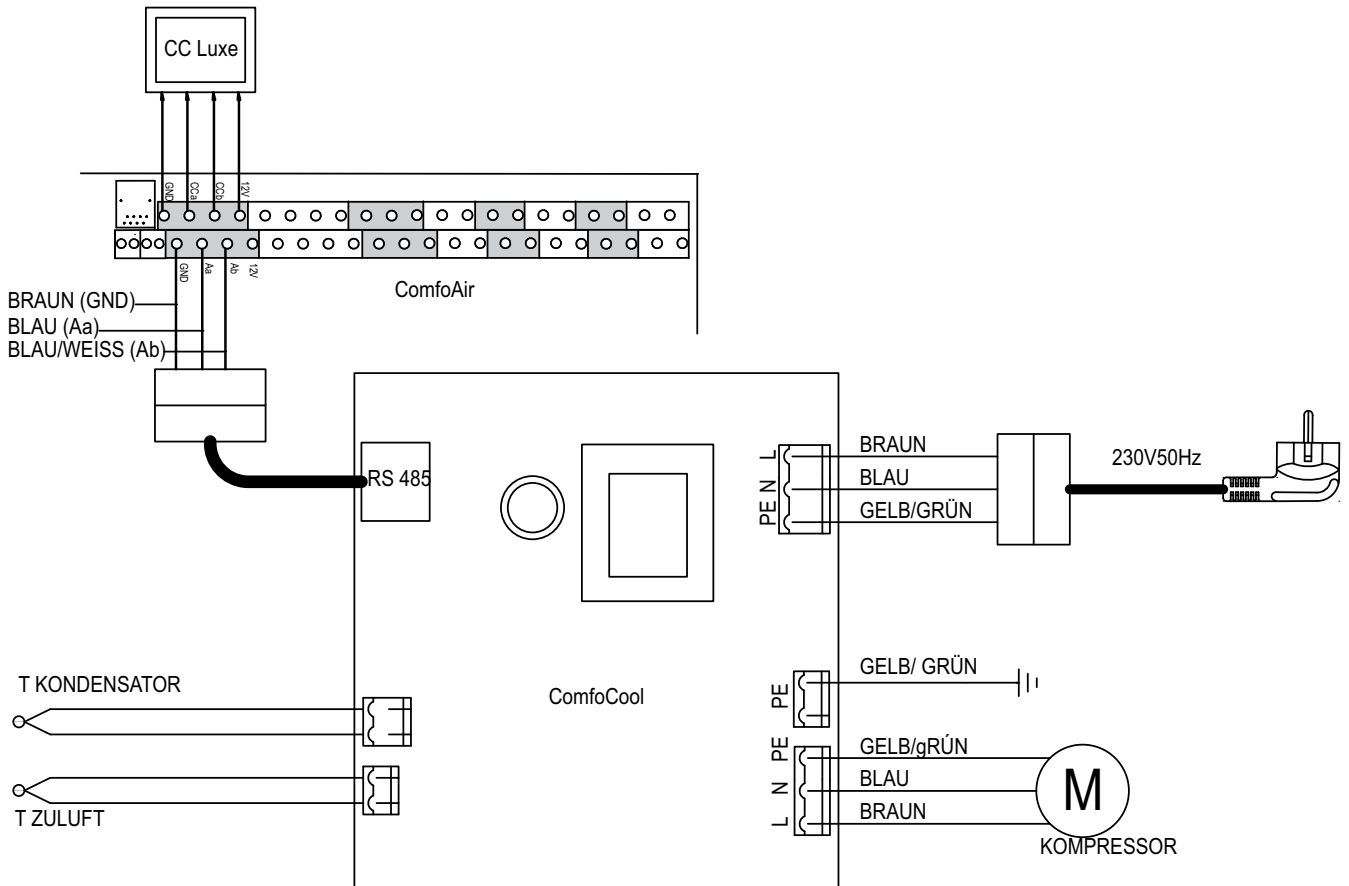 CC Luxe
GND
CCa
CCb
12V
GND
Aa
Ab
12V
ComfoAir
BRAUN (GND)
BLAU (Aa)
BLAU/WEISS (Ab)
RS 485
L
N
PE
BRAUN
BLAU
GELB/GRÜN
230V50Hz
T KONDENSATOR
T ZULUFT
ComfoCool
PE
GELB/ GRÜN
PE
N
L
GELB/gRÚN
BLAU
BRAUN
M
KOMPRESSOR